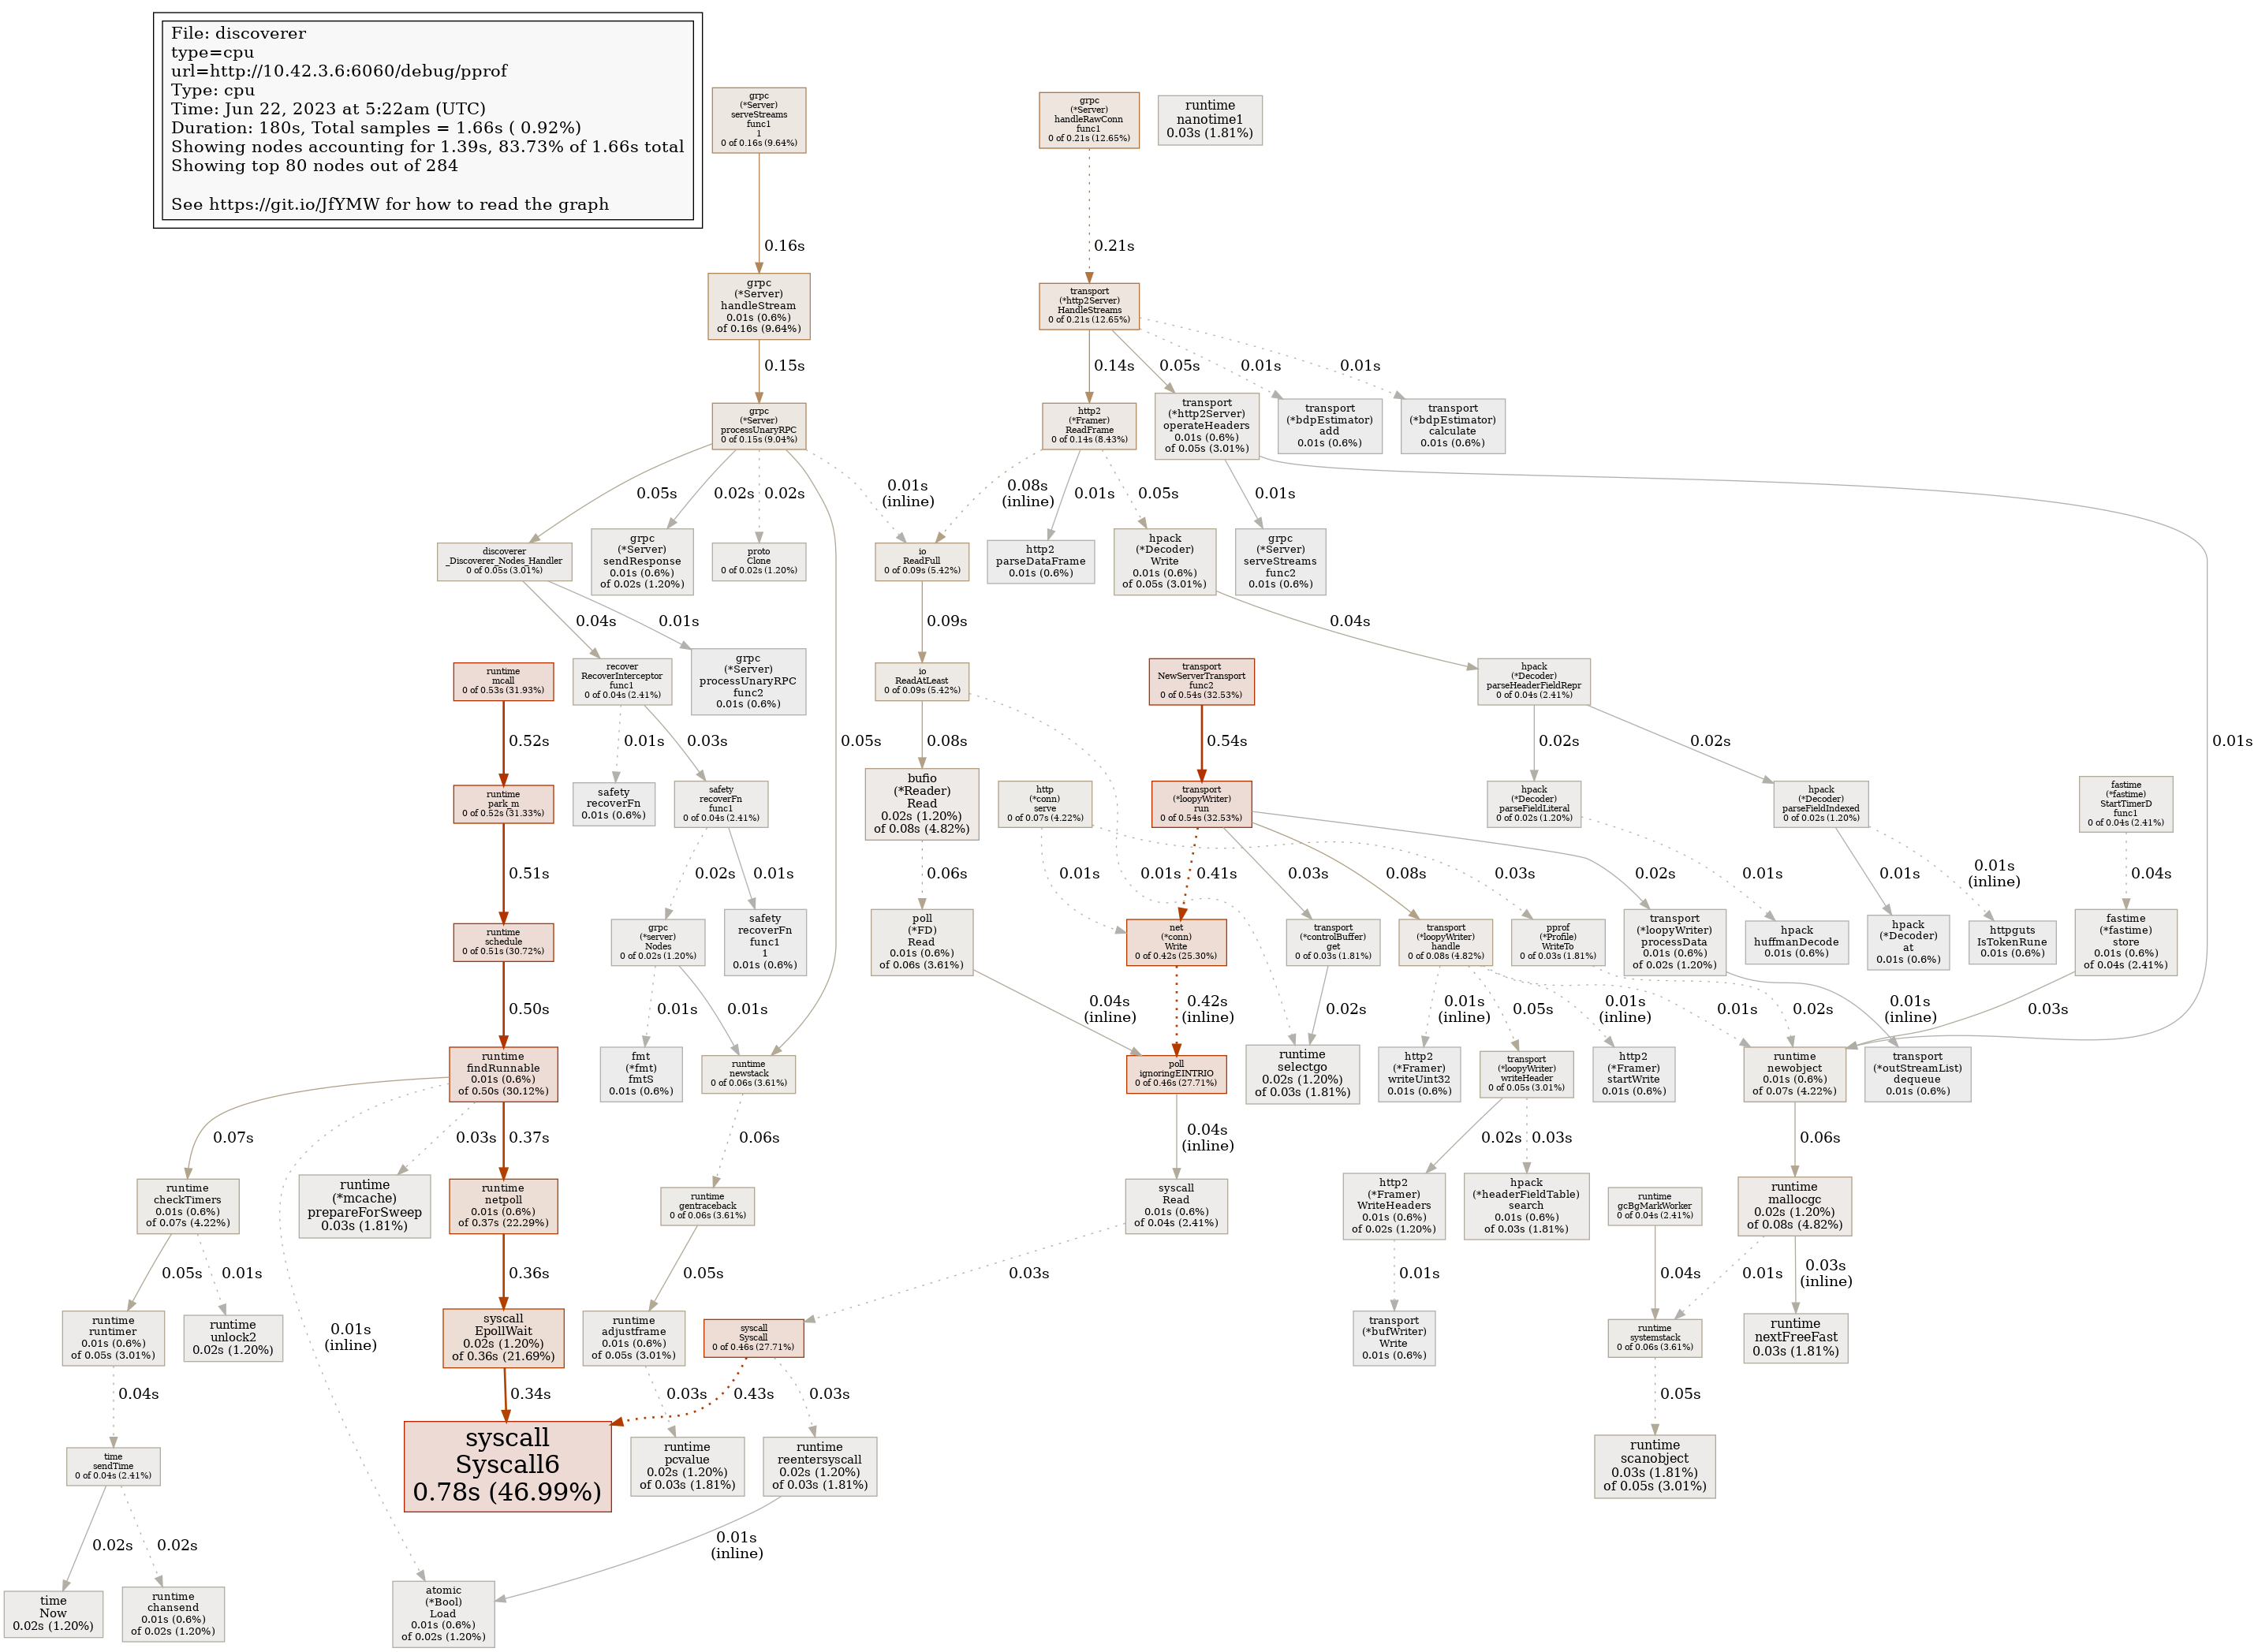 File: discoverer
type=cpu
url=http://10.42.3.6:6060/debug/pprof
Type: cpu
Time: Jun 22, 2023 at 5:22am (UTC)
Duration: 180s, Total samples = 1.66s ( 0.92%)
Showing nodes accounting for 1.39s, 83.73% of 1.66s total
Showing top 80 nodes out of 284
See https://git.io/JfYMW for how to read the graph
grpc
(*Server)
serveStreams
func1
1
0 of 0.16s (9.64%)
grpc
(*Server)
handleRawConn
func1
0 of 0.21s (12.65%)
runtime
nanotime1
0.03s (1.81%)
0.16s
0.21s
grpc
(*Server)
handleStream
0.01s (0.6%)
of 0.16s (9.64%)
transport
(*http2Server)
HandleStreams
0 of 0.21s (12.65%)
0.15s
0.14s
0.05s
0.01s
0.01s
grpc
(*Server)
processUnaryRPC
0 of 0.15s (9.04%)
http2
(*Framer)
ReadFrame
0 of 0.14s (8.43%)
transport
(*http2Server)
operateHeaders
0.01s (0.6%)
of 0.05s (3.01%)
transport
(*bdpEstimator)
add
0.01s (0.6%)
transport
(*bdpEstimator)
calculate
0.01s (0.6%)
0.05s
0.02s
0.02s
0.01s
(inline)
0.08s
(inline)
0.01s
0.05s
0.01s
discoverer
_Discoverer_Nodes_Handler
0 of 0.05s (3.01%)
grpc
(*Server)
sendResponse
0.01s (0.6%)
of 0.02s (1.20%)
proto
Clone
0 of 0.02s (1.20%)
io
ReadFull
0 of 0.09s (5.42%)
http2
parseDataFrame
0.01s (0.6%)
hpack
(*Decoder)
Write
0.01s (0.6%)
of 0.05s (3.01%)
grpc
(*Server)
serveStreams
func2
0.01s (0.6%)
0.04s
0.01s
0.09s
0.04s
runtime
mcall
0 of 0.53s (31.93%)
recover
RecoverInterceptor
func1
0 of 0.04s (2.41%)
grpc
(*Server)
processUnaryRPC
func2
0.01s (0.6%)
io
ReadAtLeast
0 of 0.09s (5.42%)
transport
NewServerTransport
func2
0 of 0.54s (32.53%)
hpack
(*Decoder)
parseHeaderFieldRepr
0 of 0.04s (2.41%)
0.52s
0.01s
0.03s
0.05s
0.08s
0.54s
0.02s
0.02s
0.01s
runtime
park_m
0 of 0.52s (31.33%)
safety
recoverFn
0.01s (0.6%)
safety
recoverFn
func1
0 of 0.04s (2.41%)
bufio
(*Reader)
Read
0.02s (1.20%)
of 0.08s (4.82%)
http
(*conn)
serve
0 of 0.07s (4.22%)
transport
(*loopyWriter)
run
0 of 0.54s (32.53%)
hpack
(*Decoder)
parseFieldLiteral
0 of 0.02s (1.20%)
hpack
(*Decoder)
parseFieldIndexed
0 of 0.02s (1.20%)
fastime
(*fastime)
StartTimerD
func1
0 of 0.04s (2.41%)
0.51s
0.02s
0.01s
0.06s
0.01s
0.01s
0.41s
0.03s
0.08s
0.03s
0.02s
0.01s
0.01s
0.01s
(inline)
0.04s
runtime
schedule
0 of 0.51s (30.72%)
grpc
(*server)
Nodes
0 of 0.02s (1.20%)
safety
recoverFn
func1
1
0.01s (0.6%)
poll
(*FD)
Read
0.01s (0.6%)
of 0.06s (3.61%)
net
(*conn)
Write
0 of 0.42s (25.30%)
transport
(*controlBuffer)
get
0 of 0.03s (1.81%)
transport
(*loopyWriter)
handle
0 of 0.08s (4.82%)
pprof
(*Profile)
WriteTo
0 of 0.03s (1.81%)
transport
(*loopyWriter)
processData
0.01s (0.6%)
of 0.02s (1.20%)
hpack
huffmanDecode
0.01s (0.6%)
hpack
(*Decoder)
at
0.01s (0.6%)
httpguts
IsTokenRune
0.01s (0.6%)
fastime
(*fastime)
store
0.01s (0.6%)
of 0.04s (2.41%)
0.50s
0.01s
0.01s
0.04s
(inline)
0.42s
(inline)
0.02s
0.01s
(inline)
0.05s
0.01s
(inline)
0.01s
0.02s
0.01s
(inline)
0.03s
runtime
findRunnable
0.01s (0.6%)
of 0.50s (30.12%)
fmt
(*fmt)
fmtS
0.01s (0.6%)
runtime
newstack
0 of 0.06s (3.61%)
poll
ignoringEINTRIO
0 of 0.46s (27.71%)
runtime
selectgo
0.02s (1.20%)
of 0.03s (1.81%)
http2
(*Framer)
writeUint32
0.01s (0.6%)
transport
(*loopyWriter)
writeHeader
0 of 0.05s (3.01%)
http2
(*Framer)
startWrite
0.01s (0.6%)
runtime
newobject
0.01s (0.6%)
of 0.07s (4.22%)
transport
(*outStreamList)
dequeue
0.01s (0.6%)
0.07s
0.03s
0.37s
0.06s
0.04s
(inline)
0.02s
0.03s
0.06s
runtime
checkTimers
0.01s (0.6%)
of 0.07s (4.22%)
runtime
(*mcache)
prepareForSweep
0.03s (1.81%)
runtime
netpoll
0.01s (0.6%)
of 0.37s (22.29%)
runtime
gentraceback
0 of 0.06s (3.61%)
syscall
Read
0.01s (0.6%)
of 0.04s (2.41%)
http2
(*Framer)
WriteHeaders
0.01s (0.6%)
of 0.02s (1.20%)
hpack
(*headerFieldTable)
search
0.01s (0.6%)
of 0.03s (1.81%)
runtime
gcBgMarkWorker
0 of 0.04s (2.41%)
runtime
mallocgc
0.02s (1.20%)
of 0.08s (4.82%)
0.05s
0.01s
0.36s
0.05s
0.03s
0.01s
0.04s
0.01s
0.03s
(inline)
runtime
runtimer
0.01s (0.6%)
of 0.05s (3.01%)
runtime
unlock2
0.02s (1.20%)
0.01s
(inline)
syscall
EpollWait
0.02s (1.20%)
of 0.36s (21.69%)
runtime
adjustframe
0.01s (0.6%)
of 0.05s (3.01%)
syscall
Syscall
0 of 0.46s (27.71%)
transport
(*bufWriter)
Write
0.01s (0.6%)
runtime
systemstack
0 of 0.06s (3.61%)
runtime
nextFreeFast
0.03s (1.81%)
0.04s
0.34s
0.03s
0.43s
0.03s
0.05s
time
sendTime
0 of 0.04s (2.41%)
syscall
Syscall6
0.78s (46.99%)
runtime
pcvalue
0.02s (1.20%)
of 0.03s (1.81%)
runtime
reentersyscall
0.02s (1.20%)
of 0.03s (1.81%)
runtime
scanobject
0.03s (1.81%)
of 0.05s (3.01%)
0.02s
0.02s
0.01s
(inline)
time
Now
0.02s (1.20%)
runtime
chansend
0.01s (0.6%)
of 0.02s (1.20%)
atomic
(*Bool)
Load
0.01s (0.6%)
of 0.02s (1.20%)